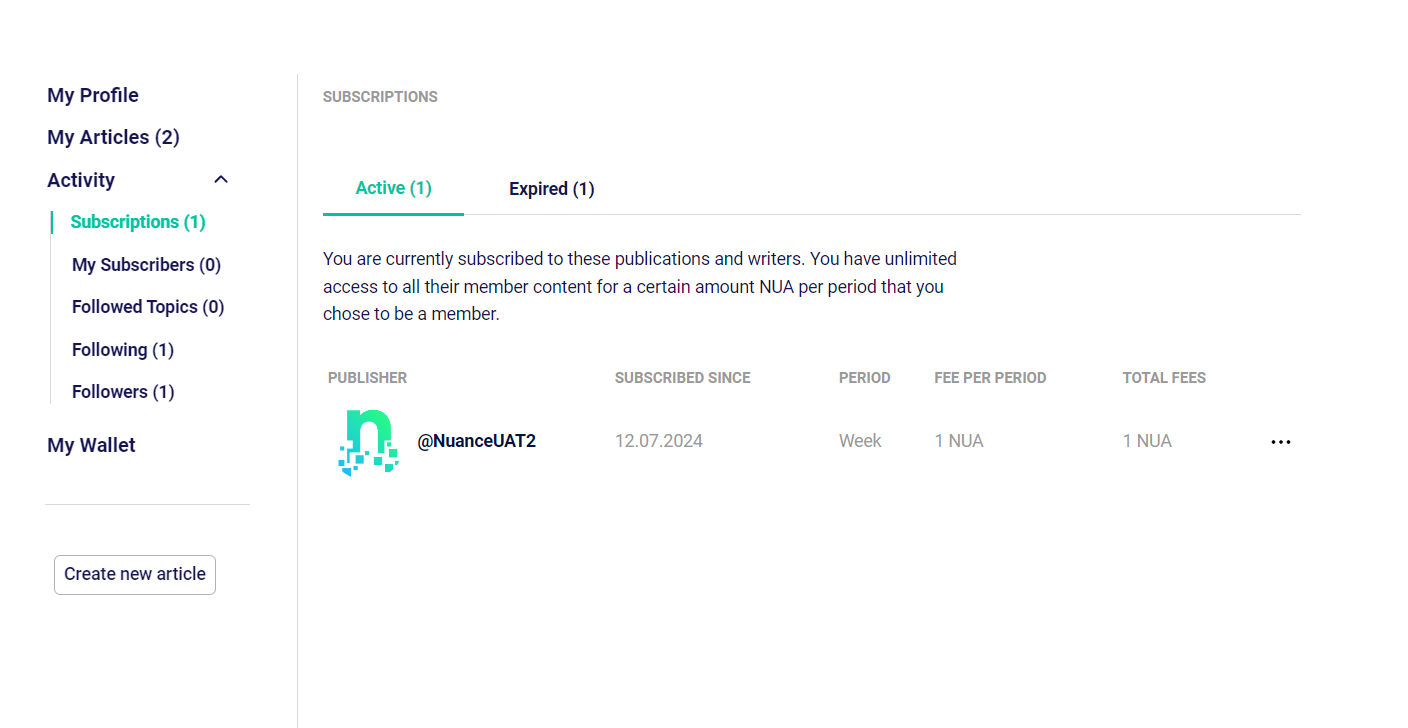 My Profile
My Articles (2)
Activity
Subscriptions (1)
My Subscribers (0)
Followed Topics (0)
Following (1)
Followers (1)
My Wallet
Create new article
SUBSCRIPTIONS
Active (1) Expired (1)
You are currently subscribed to these publications and writers. You have unlimited
access to all their member content for a certain amount NUA per period that you
chose to be a member.
PUBLISHER SUBSCRIBED SINCE PERIOD FEE PER PERIOD TOTAL FEES
@NuanceUAT2 12.07.2024 Week 1 NUA 1 NUA